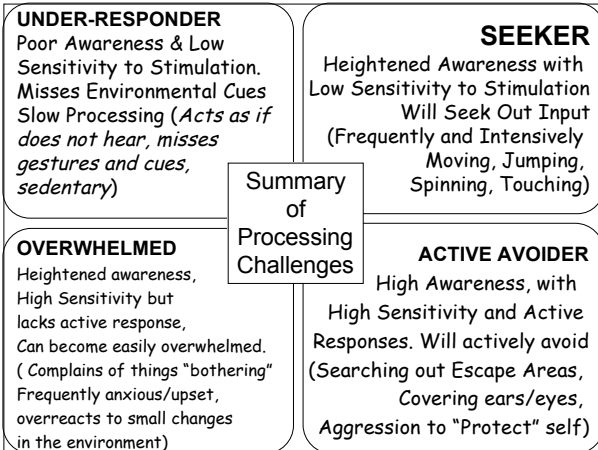 UNDER-RESPONDER
Poor Awareness & Low
Sensitivity to Stimulation.
Misses Environmental Cues
Slow Processing (Acts as if
does not hear, misses
gestures and cues,
sedentary)
SEEKER
Heightened Awareness with
Low Sensitivity to Stimulation
Will Seek Out Input
(Frequently and Intensively
Moving, Jumping,
Spinning, Touching)
Summary
of
Processing
Challenges
OVERWHELMED
Heightened awareness,
High Sensitivity but
lacks active response,
Can become easily overwhelmed.
( Complains of things "bothering"
Frequently anxious/upset,
overreacts to small changes
in the environment)
ACTIVE AVOIDER
High Awareness, with
High Sensitivity and Active
Responses. Will actively avoid
(Searching out Escape Areas,
Covering ears/eyes,
Aggression to "Protect" self)